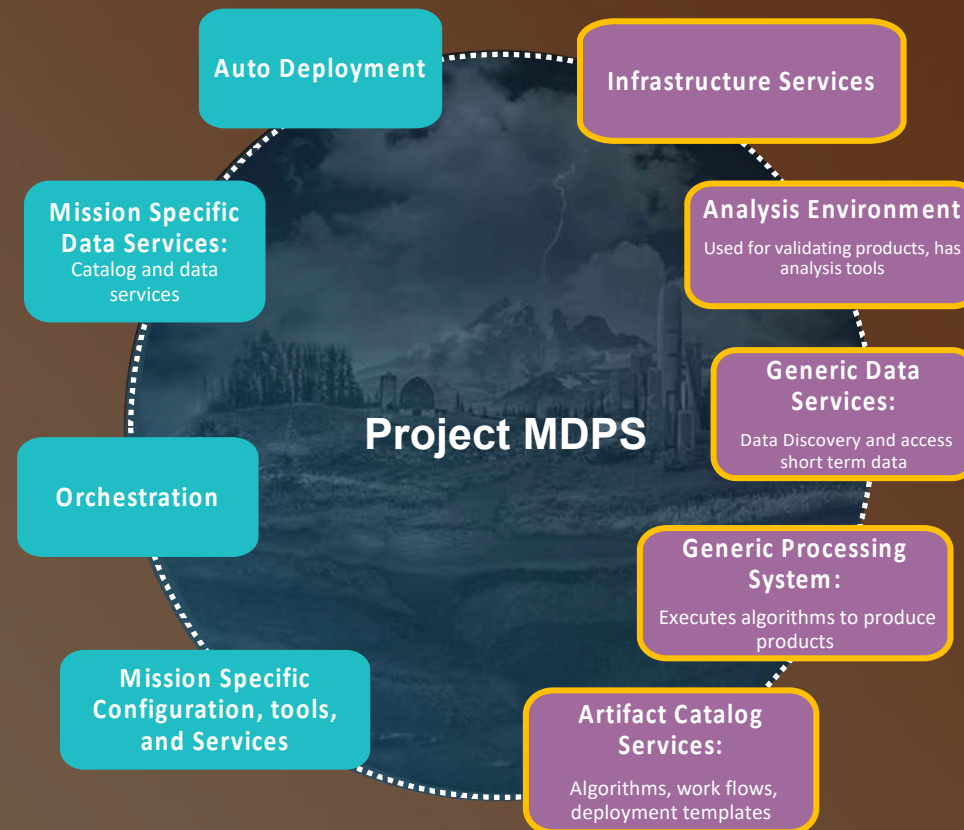 Auto Deployment
Infrastructure Services
Mission Specific
Data Services:
Catalog and data
services
Analysis Environment
Used for validating products, has
analysis tools
Generic Data
Services:
Data Discovery and access
short term data
Project MDPS
Orchestration
Generic Processing
System:
Executes algorithms to produce
products
Mission Specific
Configuration, tools,
and Services
Artifact Catalog
Services:
Algorithms, work flows,
deployment templates